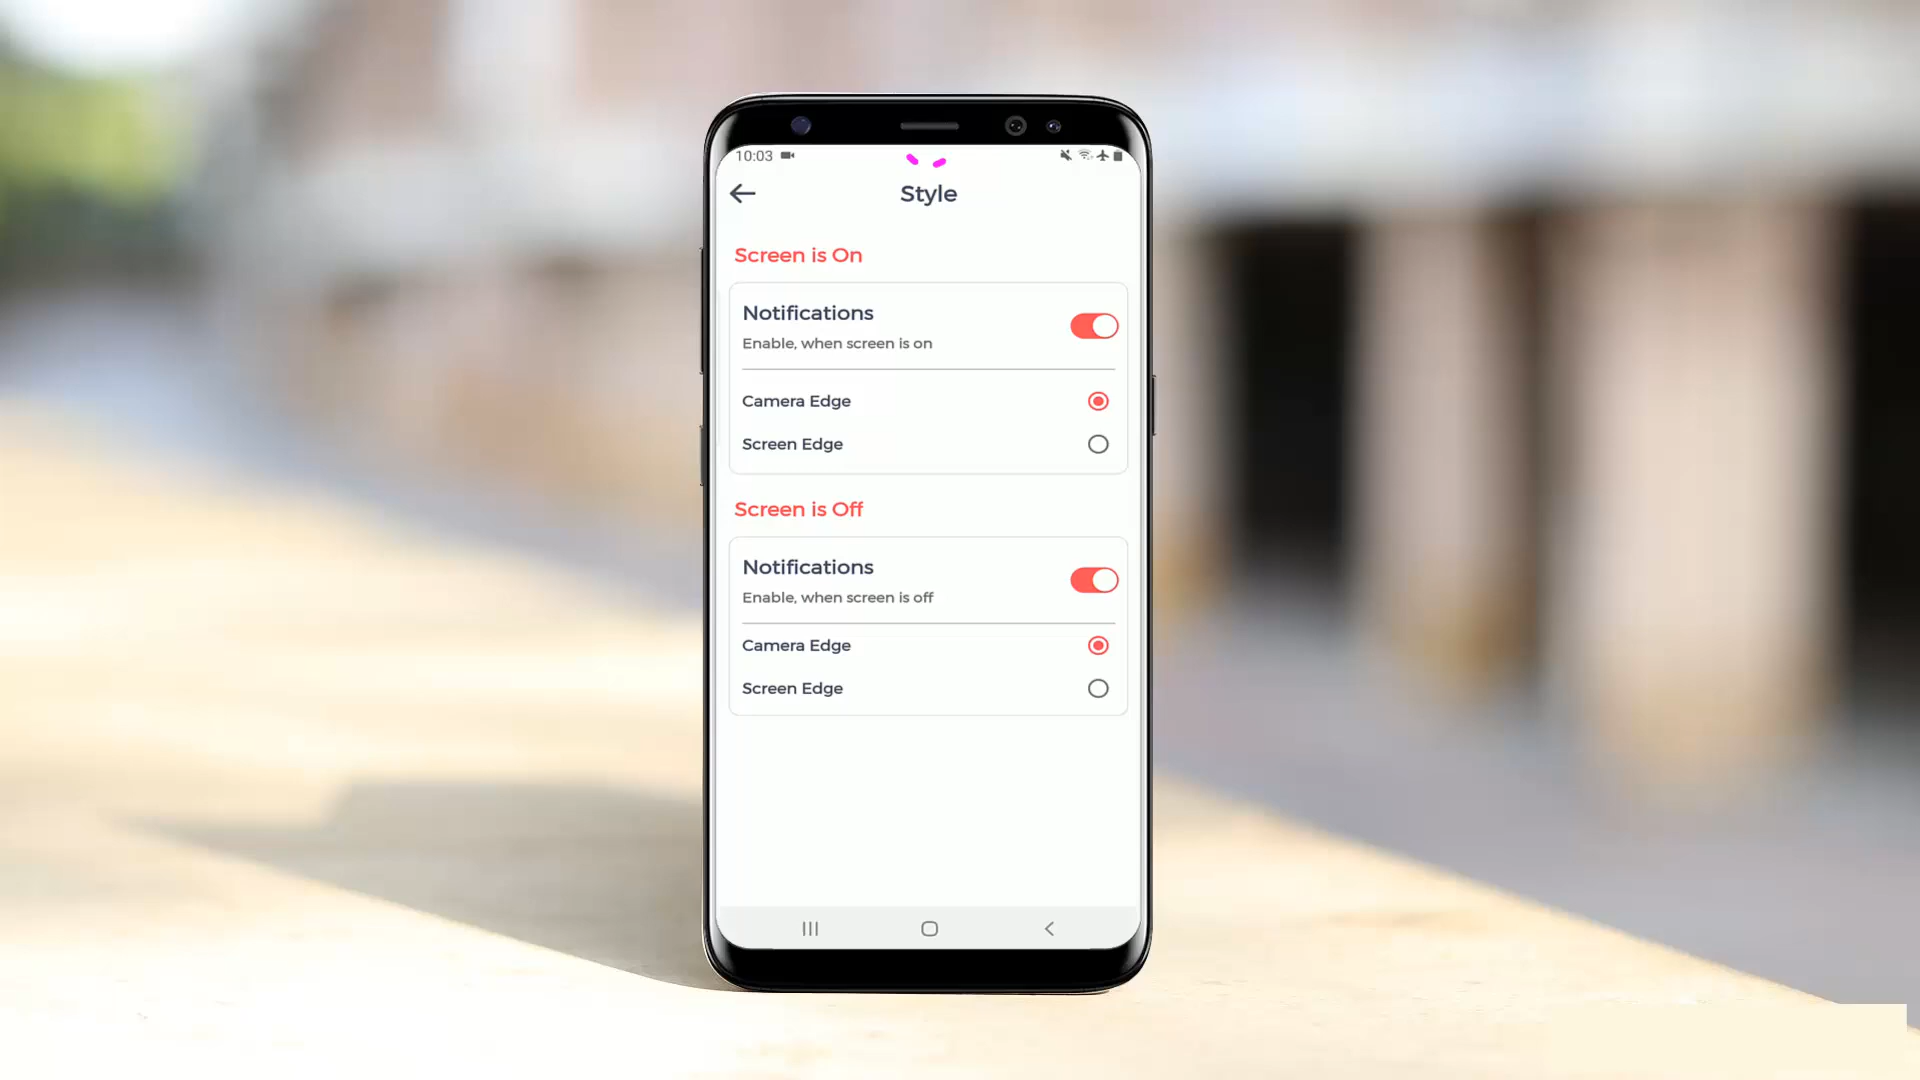 10:03
Style
Screen is On
Notifications
Enable, when screen is on
Camera Edge
Screen Edge
Screen is Off
Notifications
Enable, when screen is off
Camera Edge
Screen Edge